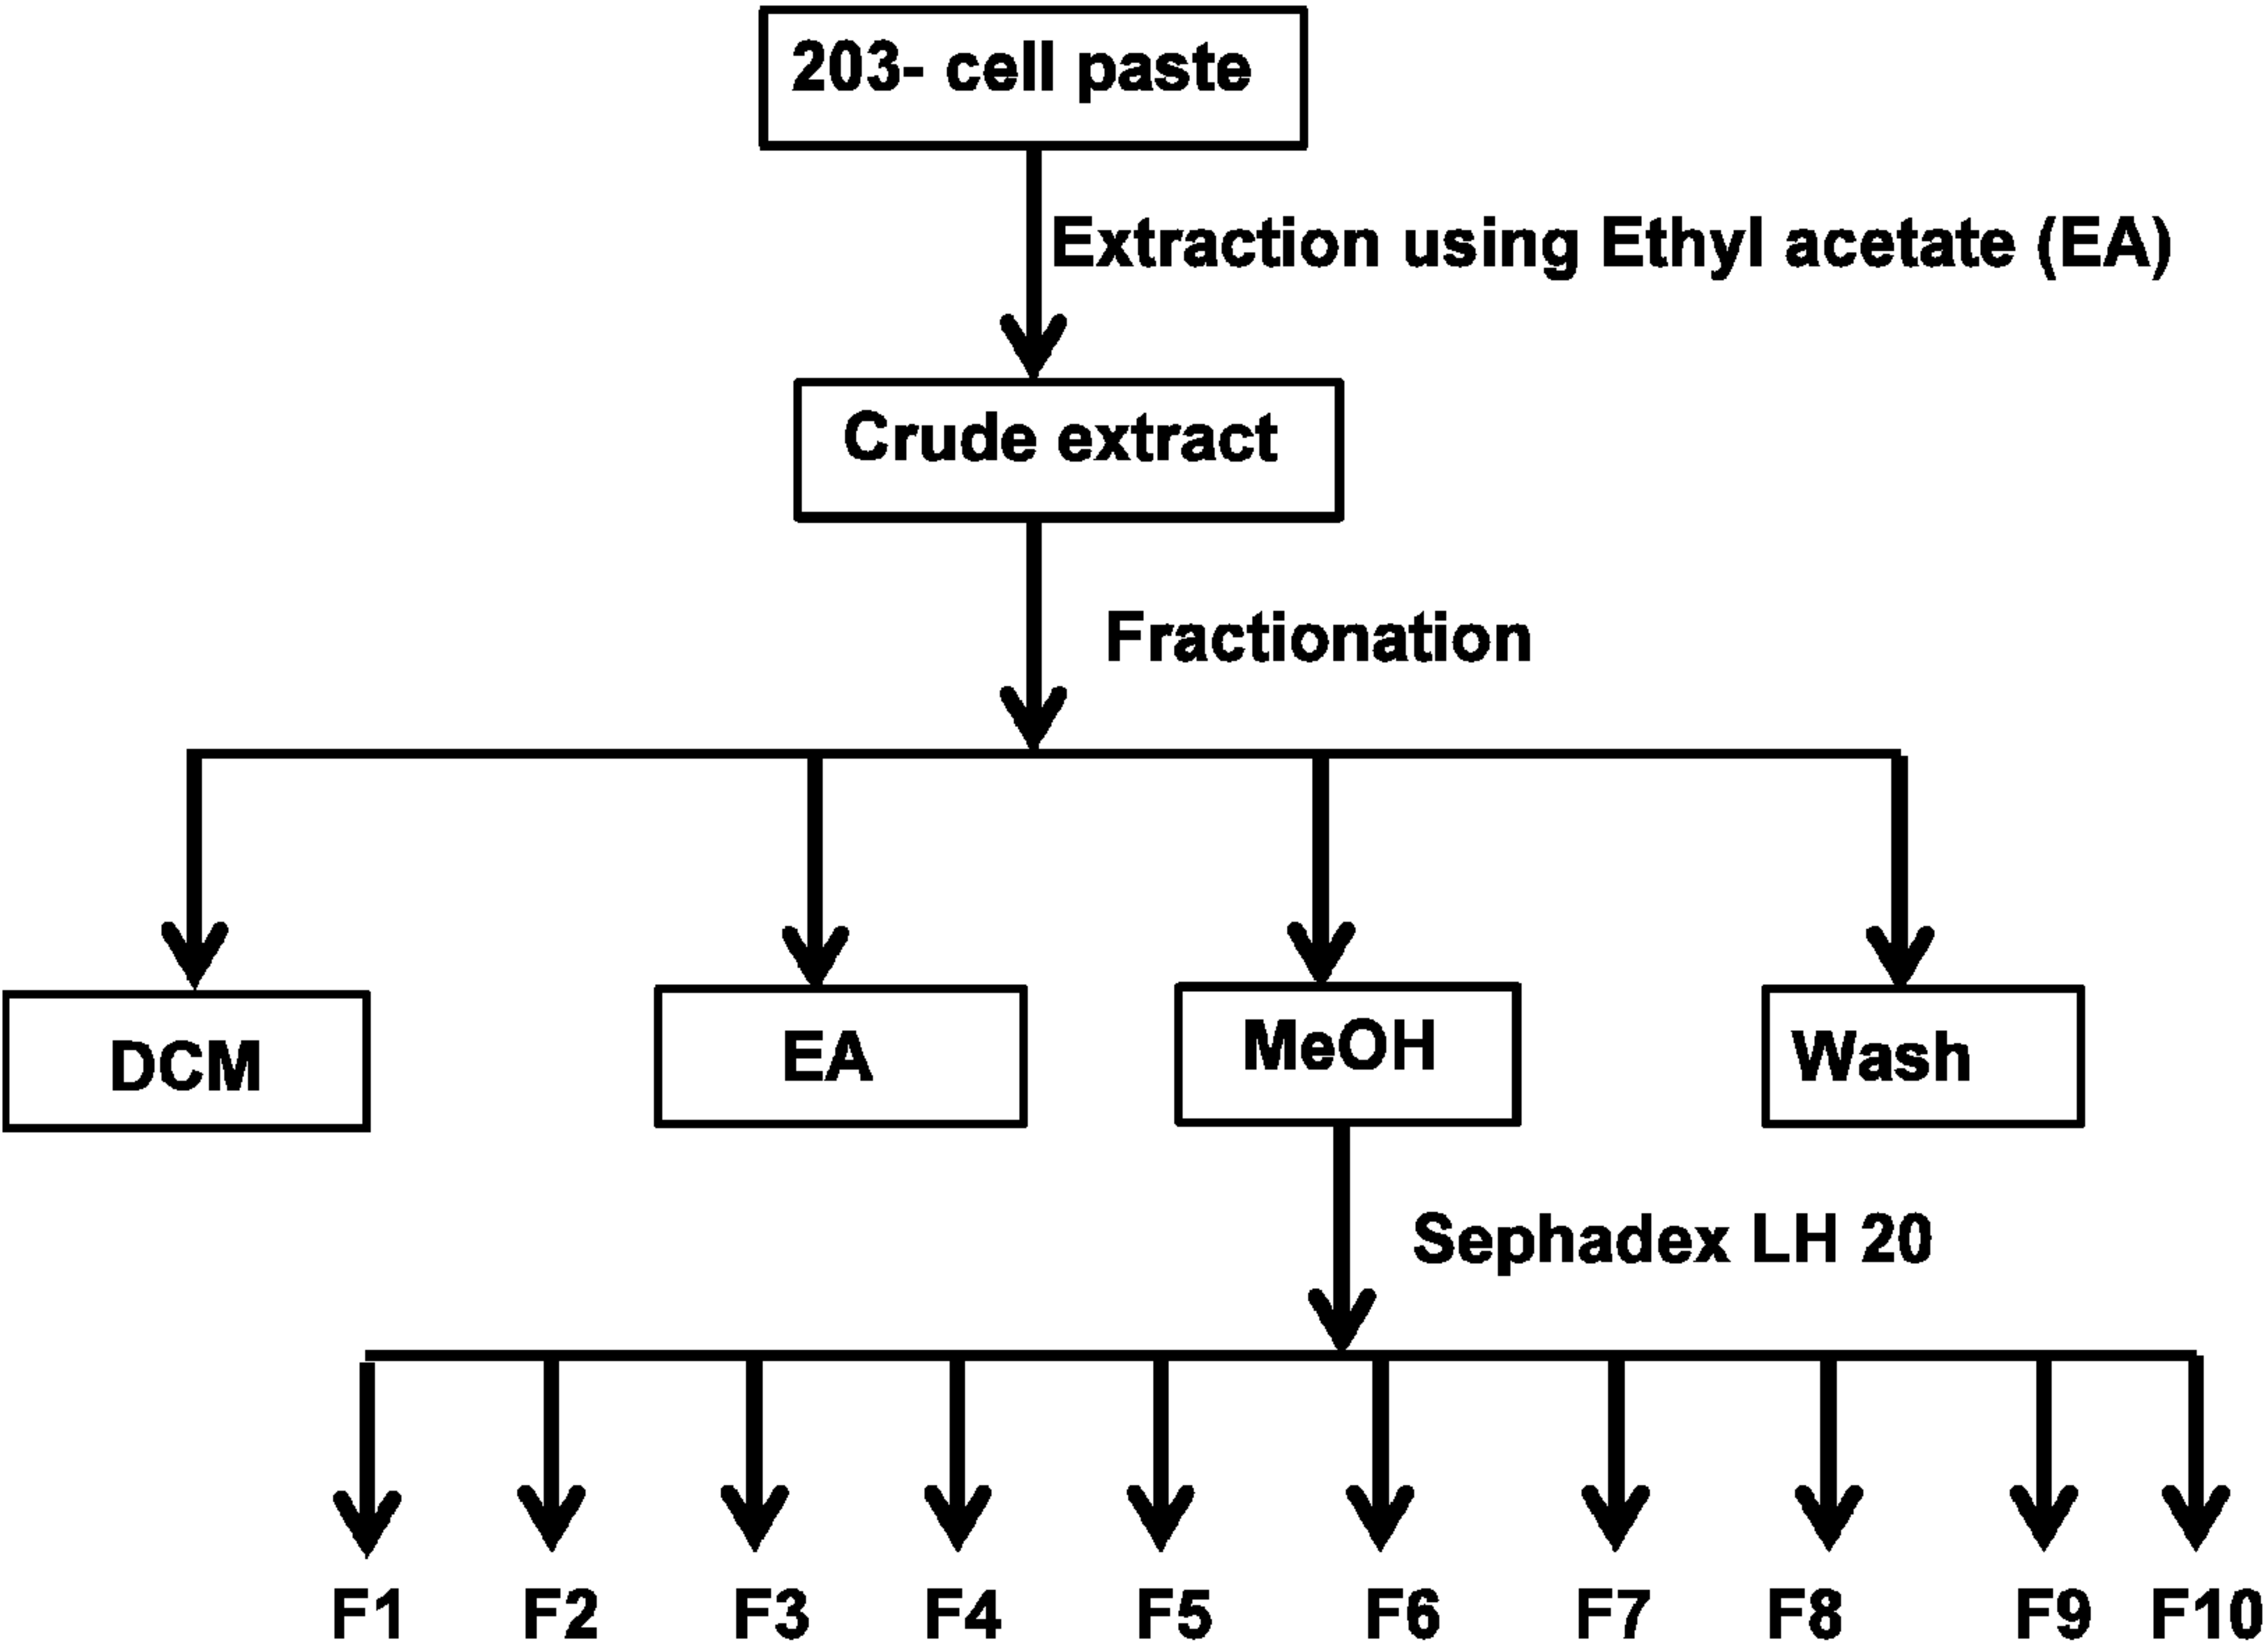 203- cell paste
Extraction using Ethyl acetate (EA)
Crude extract
Fractionation
DCM
EA
MeOH
Wash
Sephadex LH 20
F1
F2
F3
F4
F5
F6
F7
F8
F9
F10